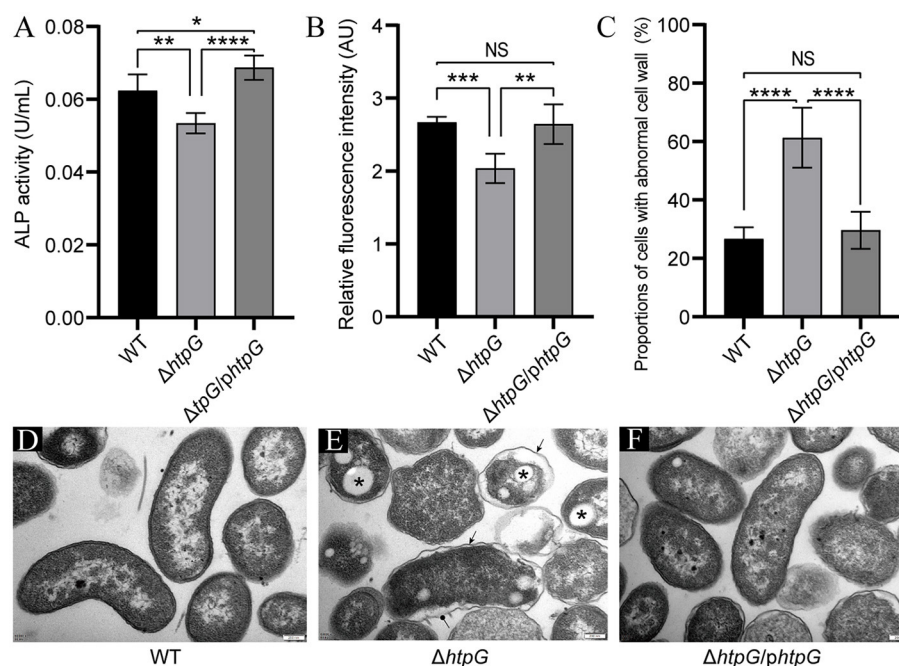 A
ALP activity (U/mL)
0.08
0.06
0.04
0.02
0.00
*
**
****
WT
ΔhtpG
ΔtpG/phtpG
B
Relative fluorescence intensity (AU)
4
3
2
1
0
NS
***
**
WT
ΔhtpG
ΔhtpG/phtpG
C
Proportions of cells with abnormal cell wall (%)
100
80
60
40
20
0
NS
****
****
WT
ΔhtpG
ΔhtpG/phtpG
D
WT
E
*
*
*
ΔhtpG
F
ΔhtpG/phtpG